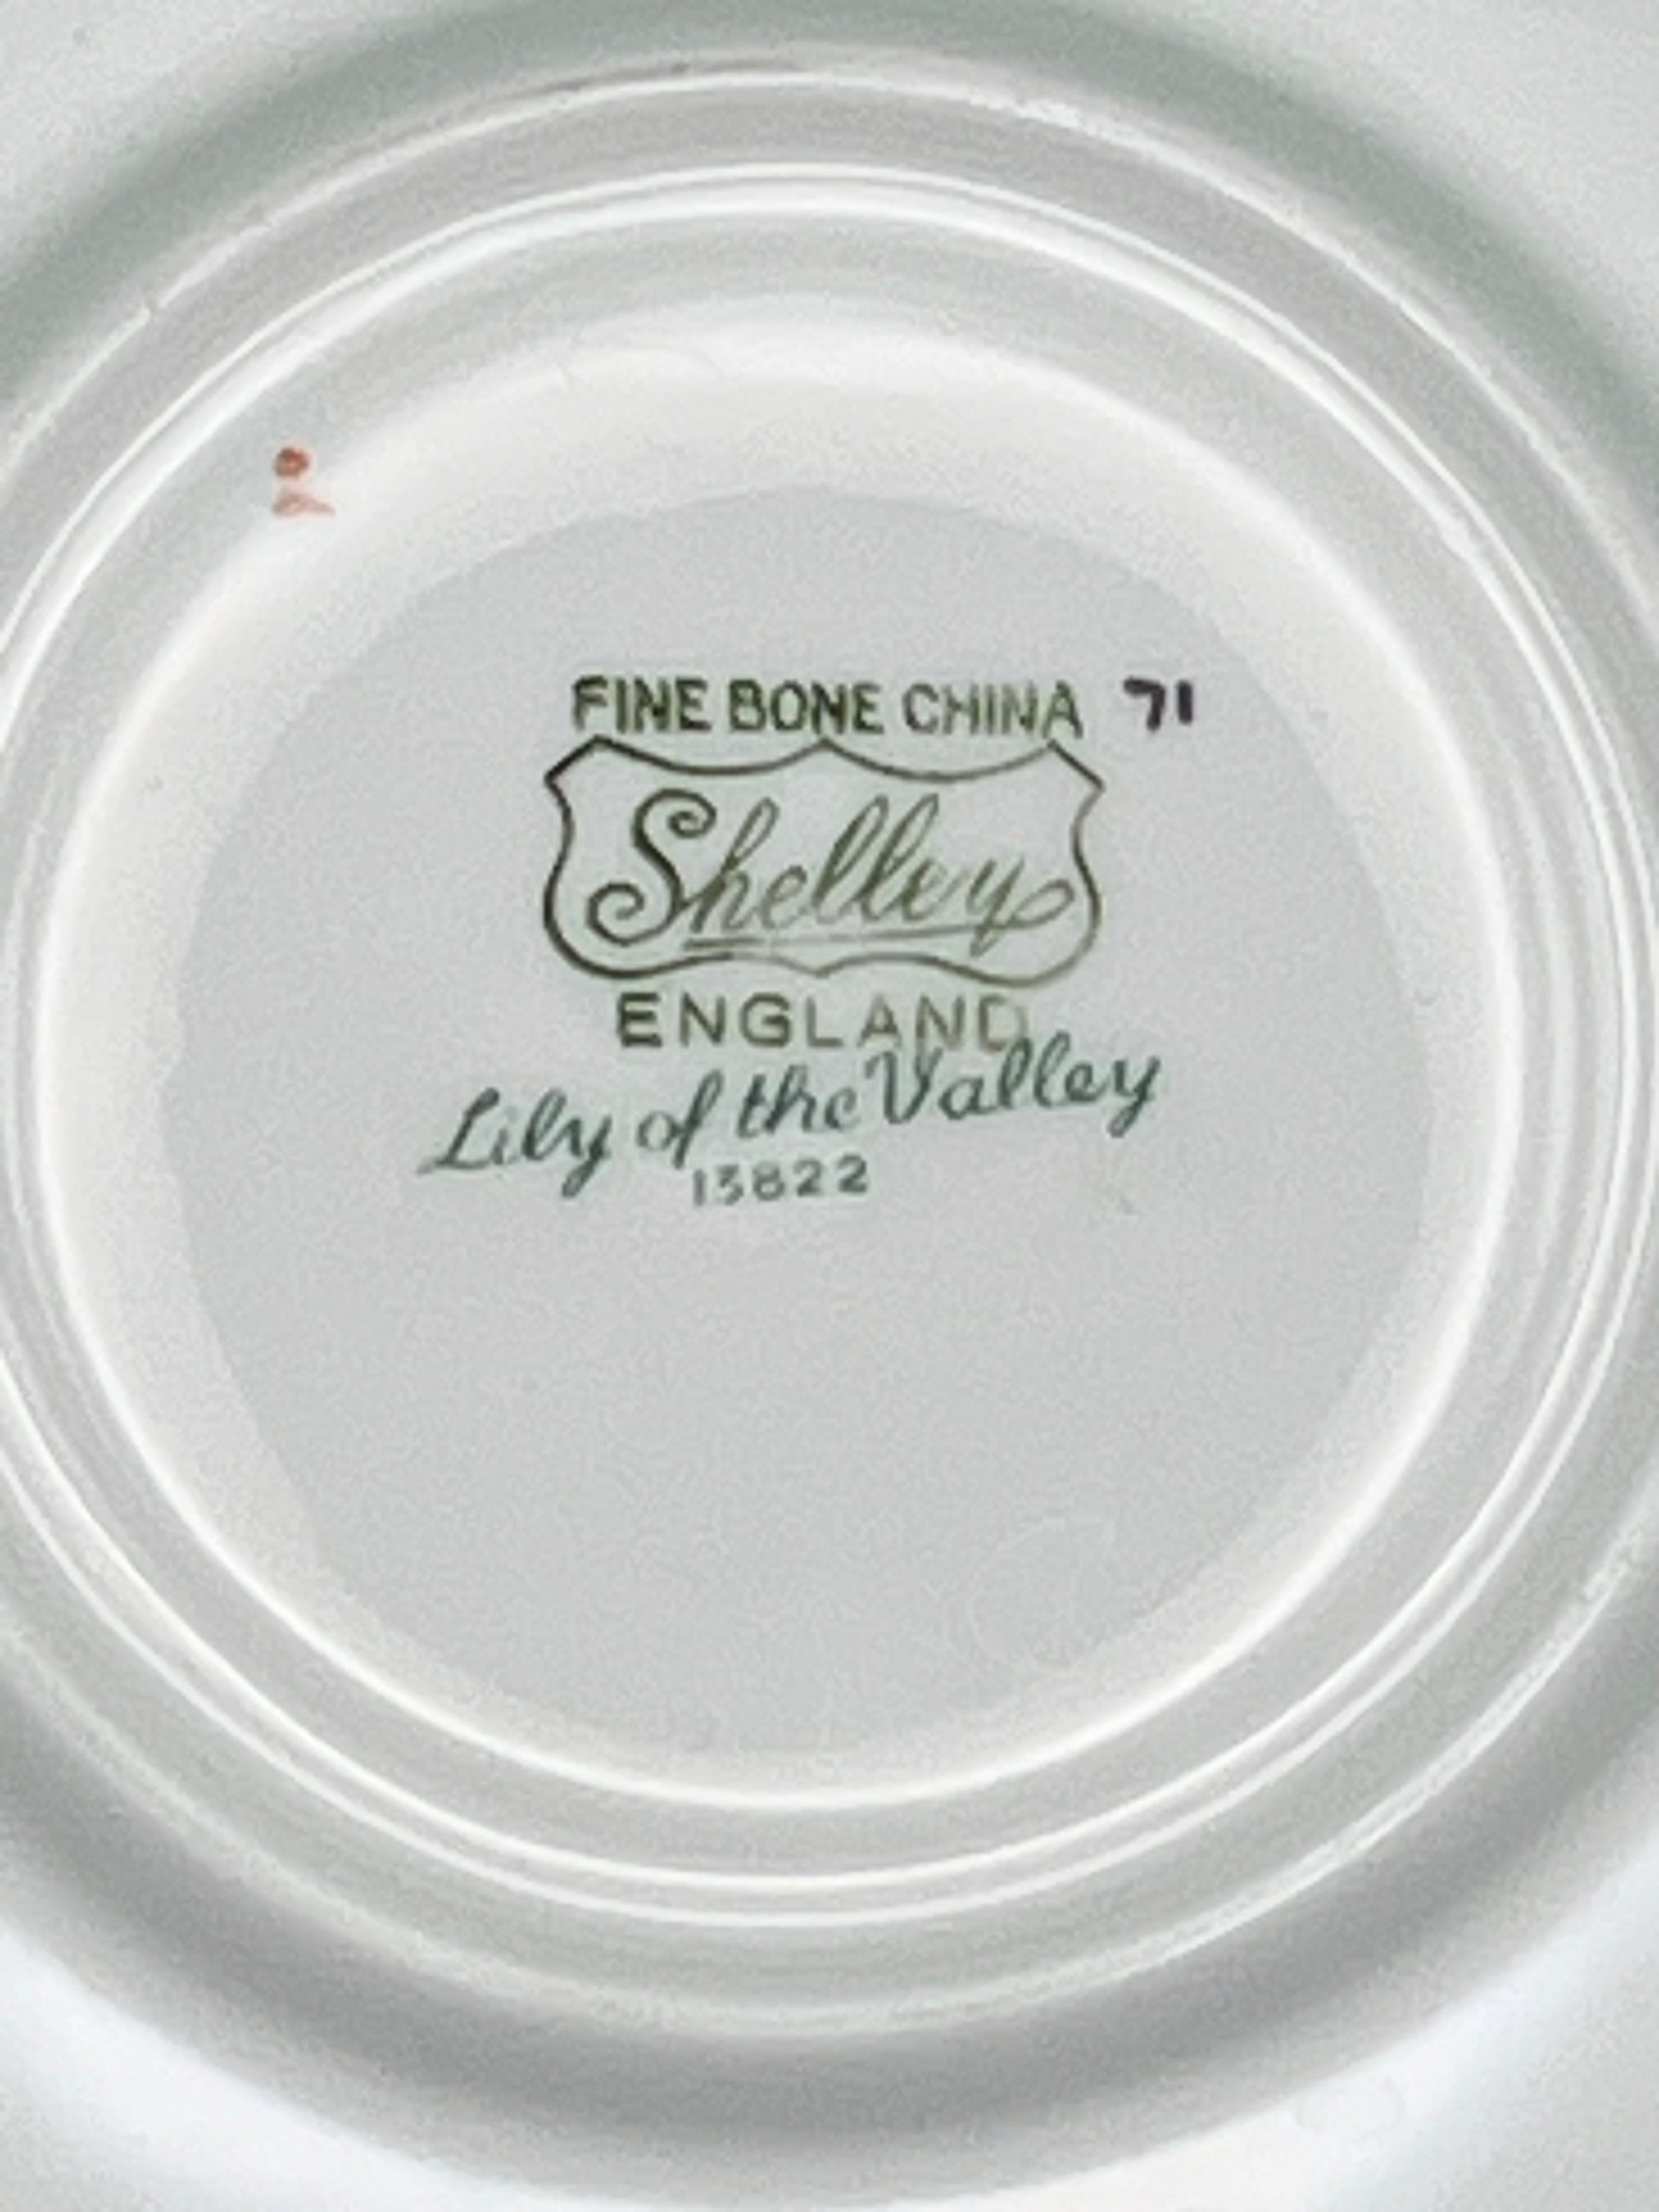 FINE BONE CHINA 71
Shelley
ENGLAND
Lily of the Valley
13822